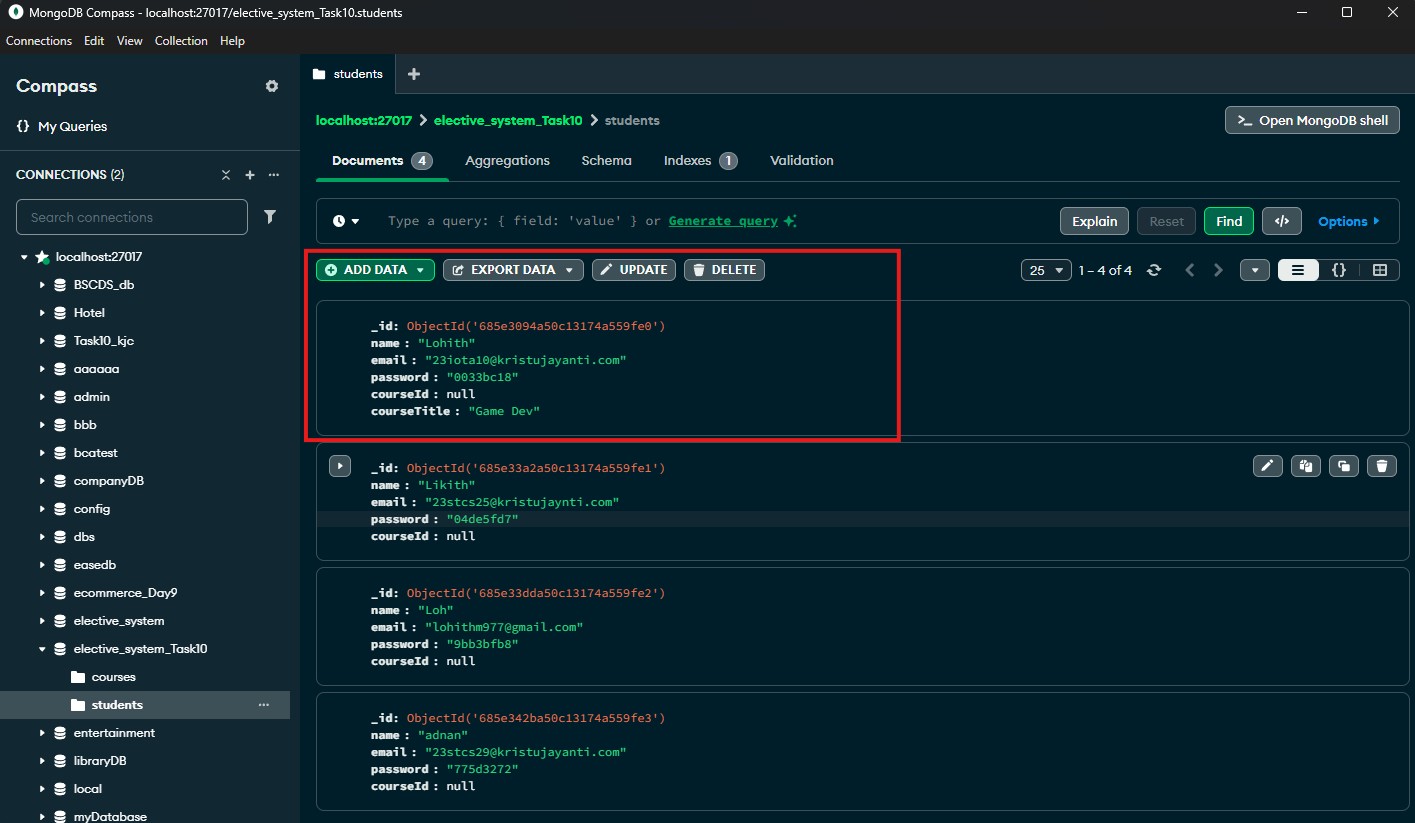 MongoDB Compass - localhost:27017/elective_system_Task10.students
Connections Edit View Collection Help
Compass
{} My Queries
CONNECTIONS (2)
Search connections
localhost:27017
BSCDS_db
Hotel
Task10_kjc
aaaaaa
admin
bbb
bcatest
companyDB
config
dbs
easedb
ecommerce_Day9
elective_system
elective_system_Task10
courses
students
entertainment
libraryDB
local
myDatabase
students
localhost:27017 > elective_system_Task10 > students
>_ Open MongoDB shell
Documents 4 Aggregations Schema Indexes 1 Validation
Type a query: { field: 'value' } or Generate query
Explain Reset Find </> Options
ADD DATA EXPORT DATA UPDATE DELETE
25 1 – 4 of 4 {}
_id: ObjectId('685e3094a50c13174a559fe0')
name : "Lohith"
email : "23iota10@kristujayanti.com"
password : "0033bc18"
courseId : null
courseTitle : "Game Dev"
_id: ObjectId('685e33a2a50c13174a559fe1')
name : "Likith"
email : "23stcs25@kristujaynti.com"
password : "04de5fd7"
courseId : null
_id: ObjectId('685e33dda50c13174a559fe2')
name : "Loh"
email : "lohithm977@gmail.com"
password : "9bb3bfb8"
courseId : null
_id: ObjectId('685e342ba50c13174a559fe3')
name : "adnan"
email : "23stcs29@kristujayanti.com"
password : "775d3272"
courseId : null